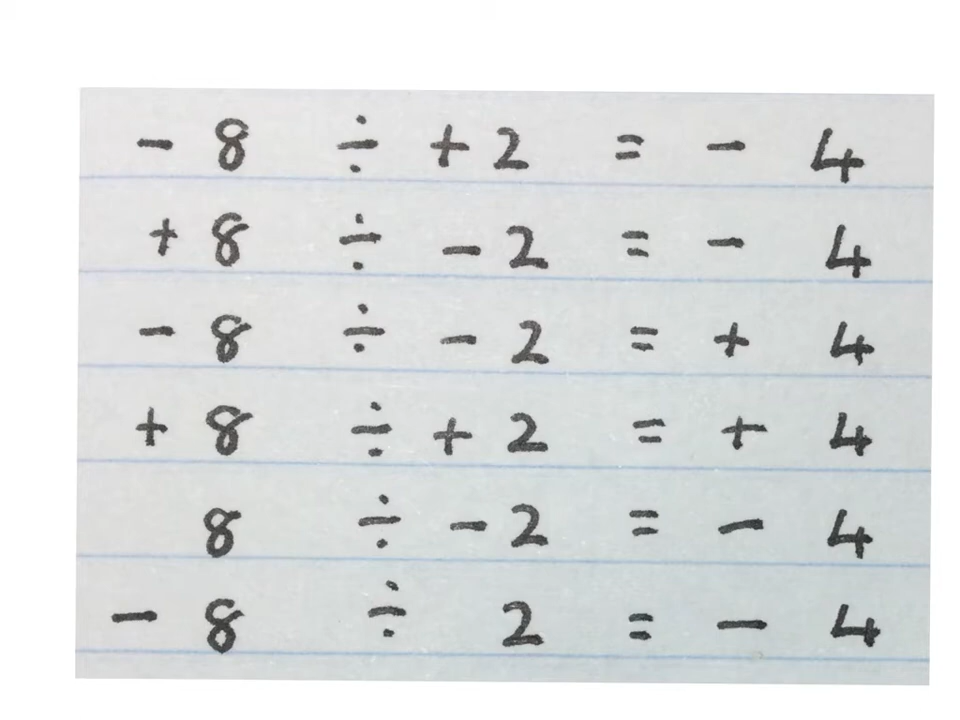 - 8 ÷ + 2 = - 4
+ 8 ÷ - 2 = - 4
- 8 ÷ - 2 = + 4
+ 8 ÷ + 2 = + 4
8 ÷ - 2 = - 4
- 8 ÷ 2 = - 4